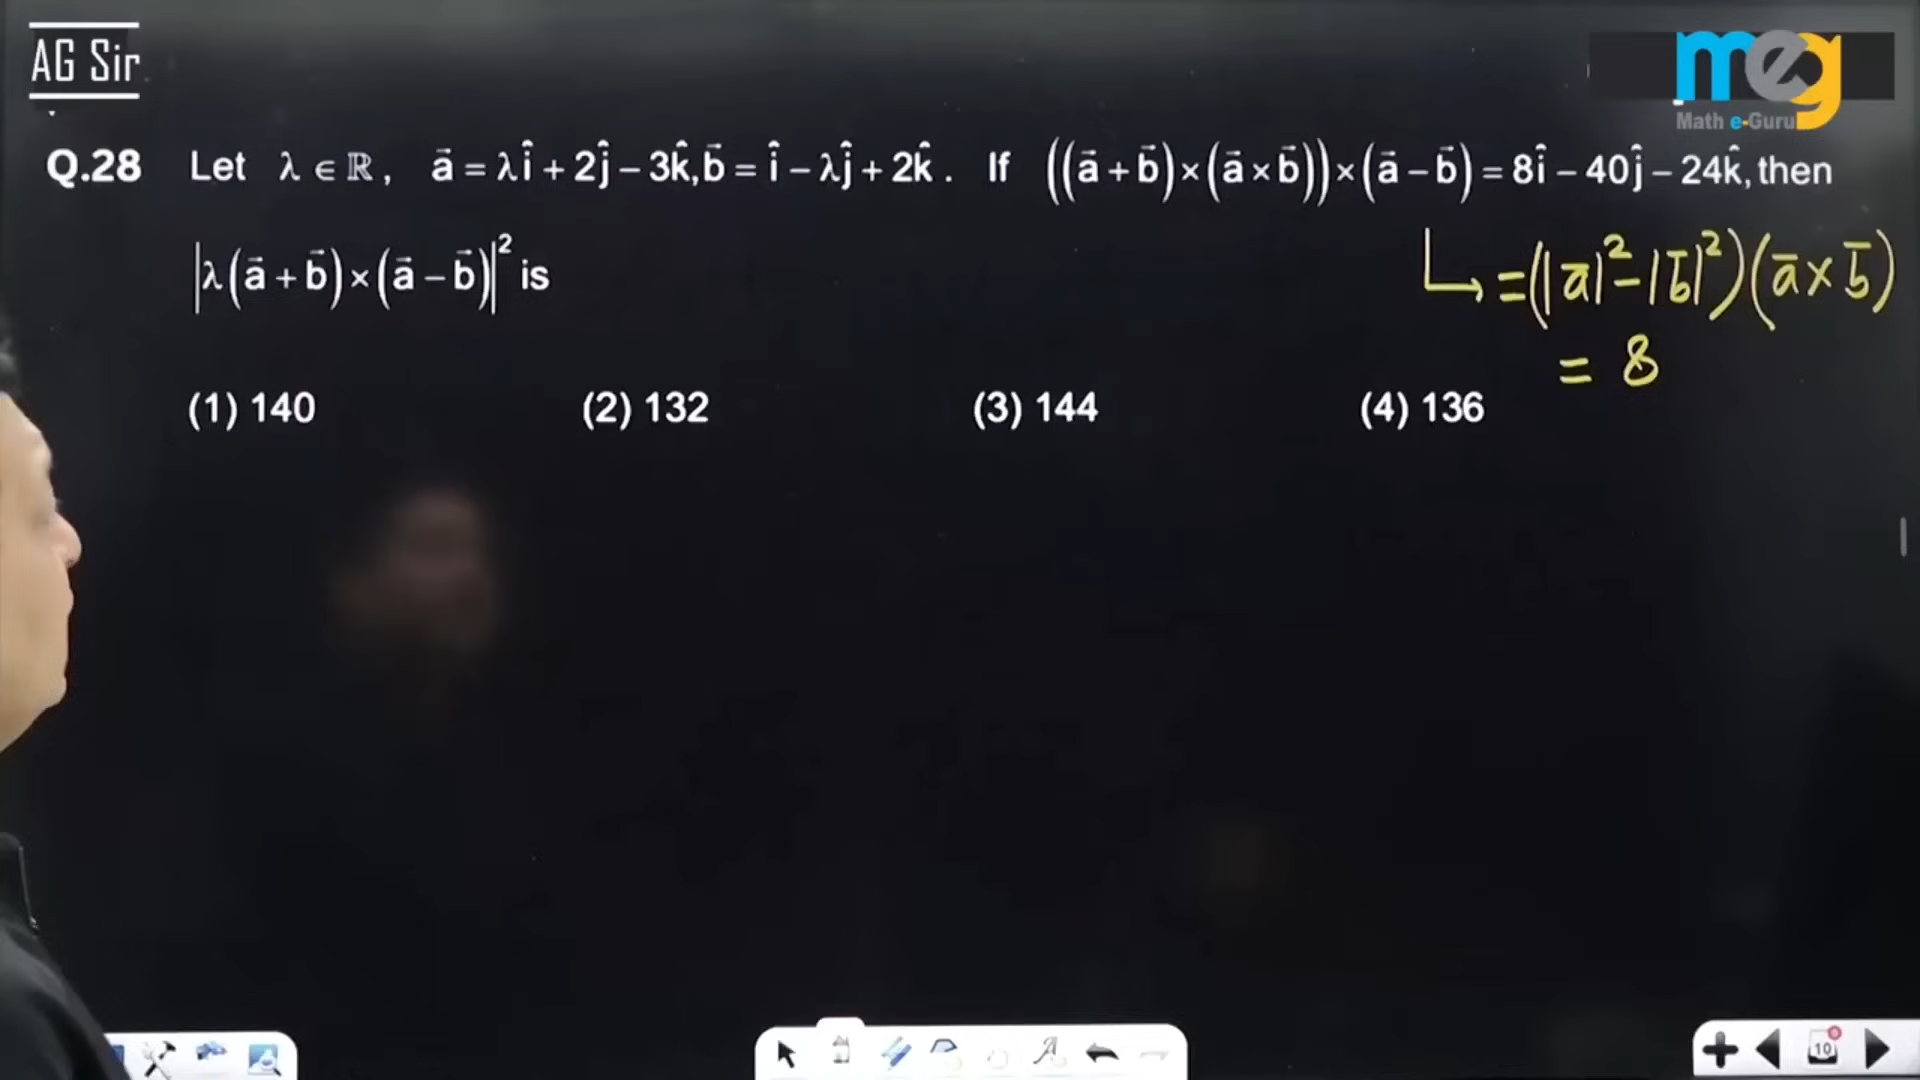 AG Sir
meg
Math e-Guru
Q.28 Let λ ∈ ℝ, a⃗ = λî + 2ĵ – 3k̂, b⃗ = î – λĵ + 2k̂. If ((a⃗ + b⃗) × (a⃗ × b⃗)) × (a⃗ – b⃗) = 8î – 40ĵ – 24k̂, then
|λ(a⃗ + b⃗) × (a⃗ – b⃗)|² is
↳ = (|a̅|² – |b̅|²)(a̅ × b̅)
= 8
(1) 140 (2) 132 (3) 144 (4) 136
10